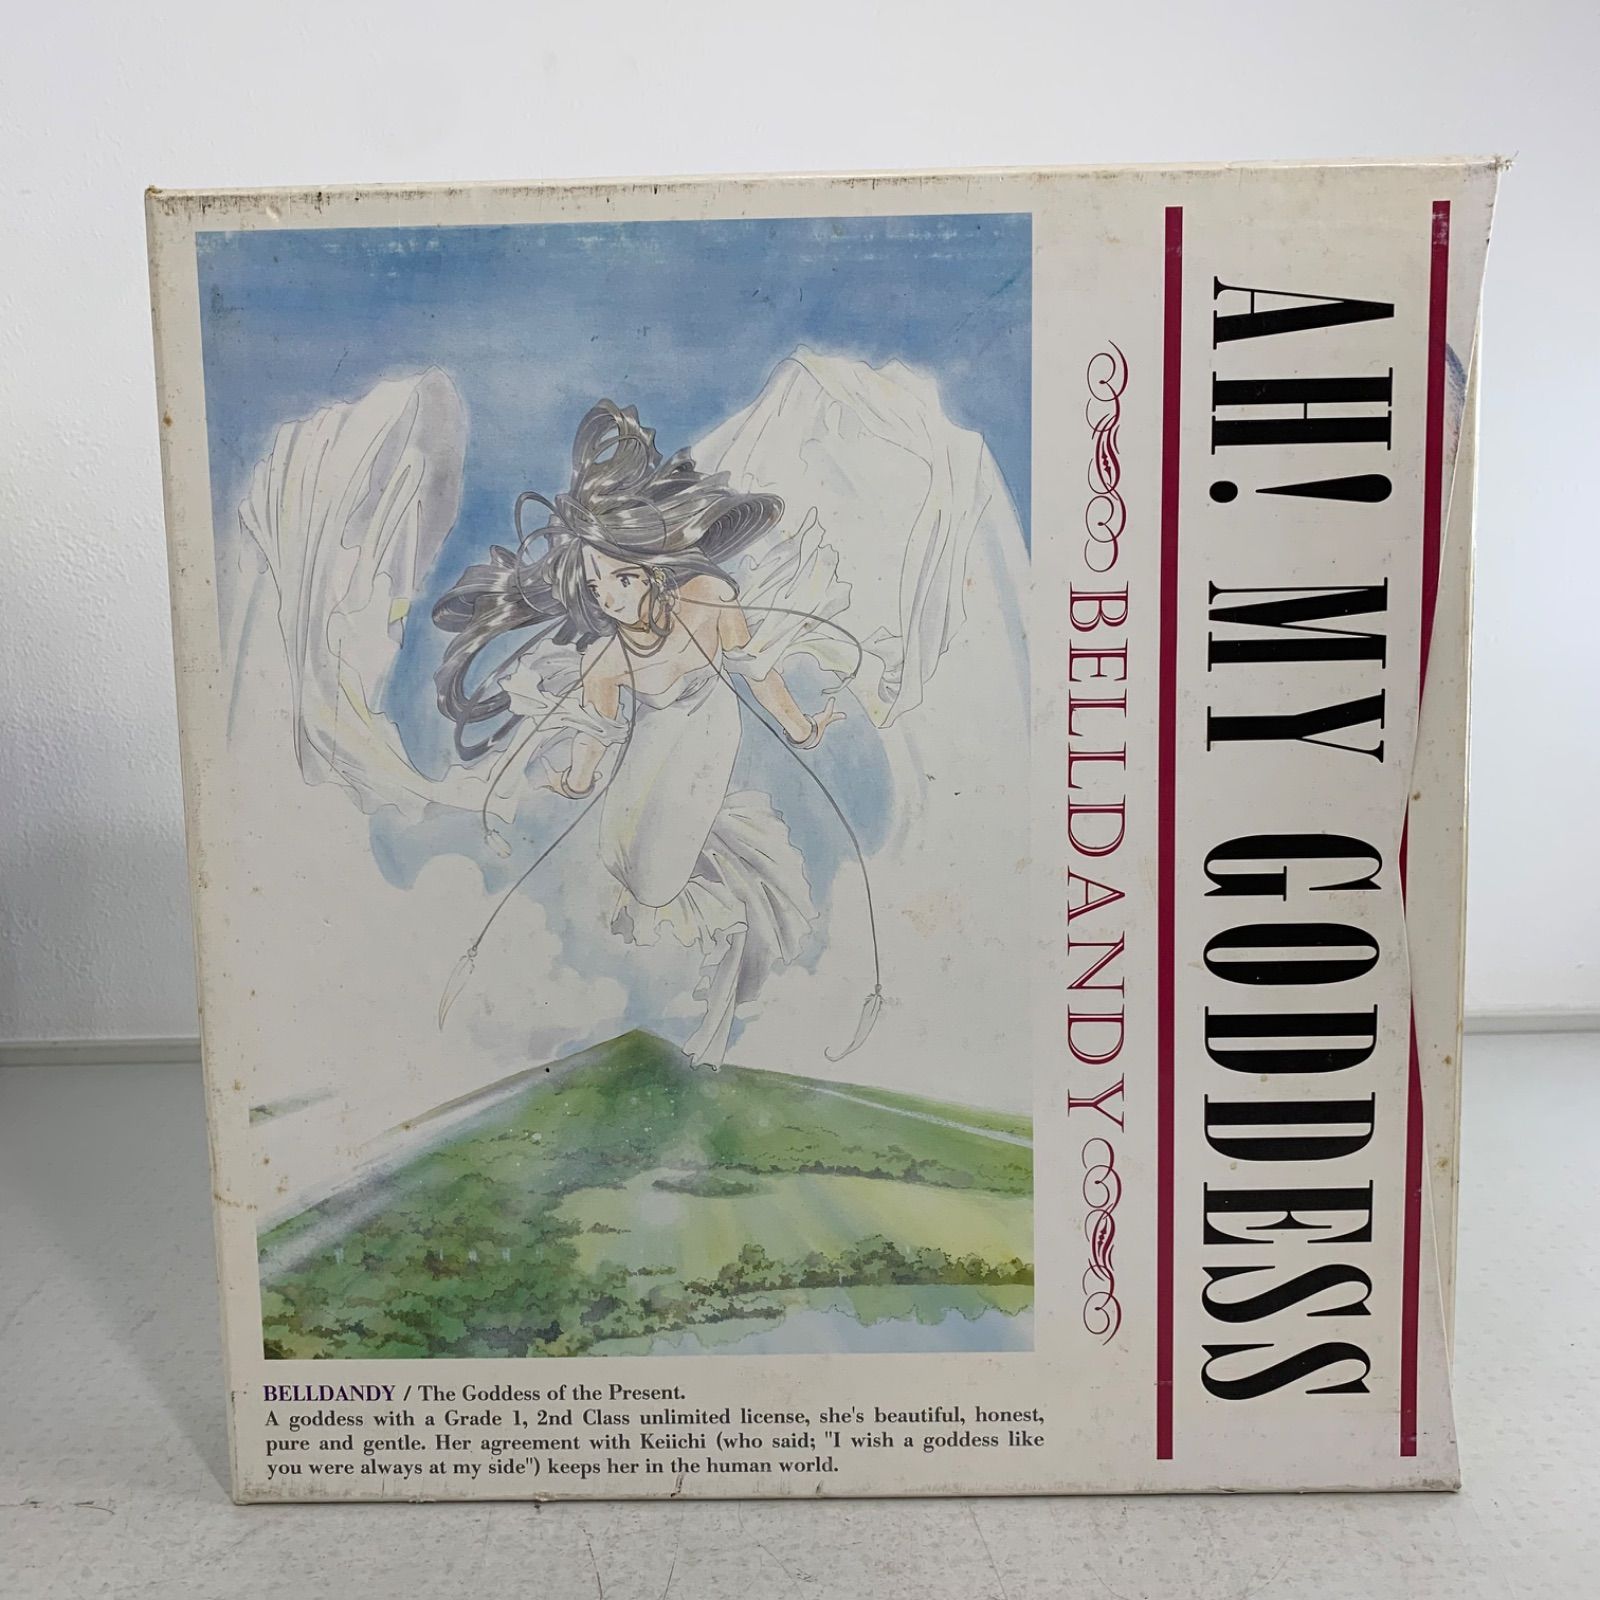 AH! MY GODDESS
BELLDANDY
BELLDANDY / The Goddess of the Present.
A goddess with a Grade 1, 2nd Class unlimited license, she's beautiful, honest,
pure and gentle. Her agreement with Keiichi (who said; "I wish a goddess like
you were always at my side") keeps her in the human world.